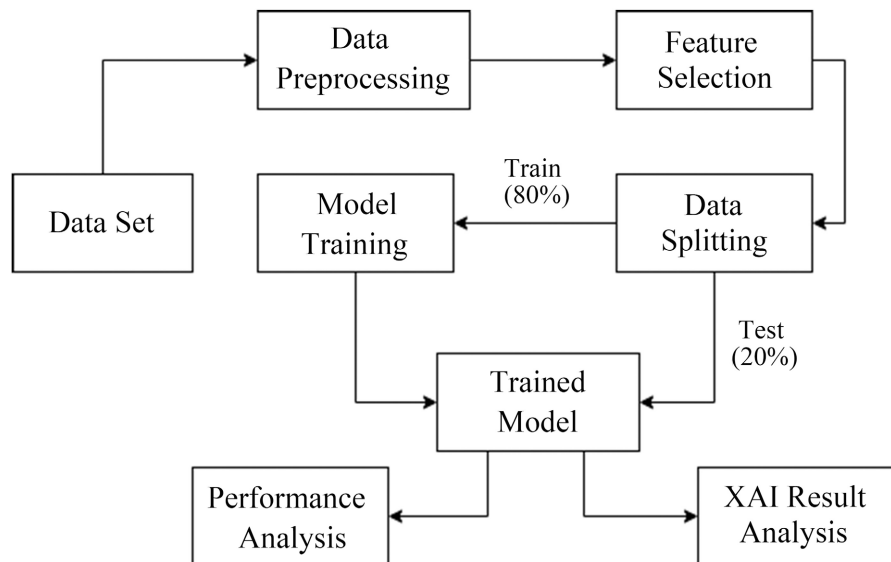 Data
Preprocessing
Feature
Selection
Data Set
Model
Training
Train
(80%)
Data
Splitting
Test
(20%)
Trained
Model
Performance
Analysis
XAI Result
Analysis